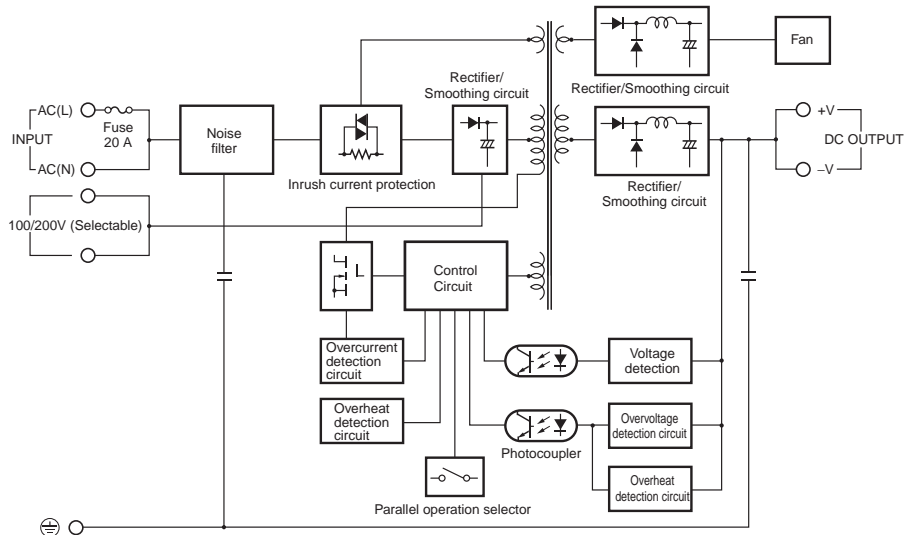 Fan
Rectifier/Smoothing circuit
Rectifier/
Smoothing circuit
AC(L)
Fuse
20 A
INPUT
AC(N)
Noise
filter
Inrush current protection
+V
DC OUTPUT
–V
Rectifier/
Smoothing circuit
100/200V (Selectable)
Control
Circuit
Overcurrent
detection
circuit
Voltage
detection
Overheat
detection
circuit
Overvoltage
detection circuit
Photocoupler
Overheat
detection circuit
Parallel operation selector